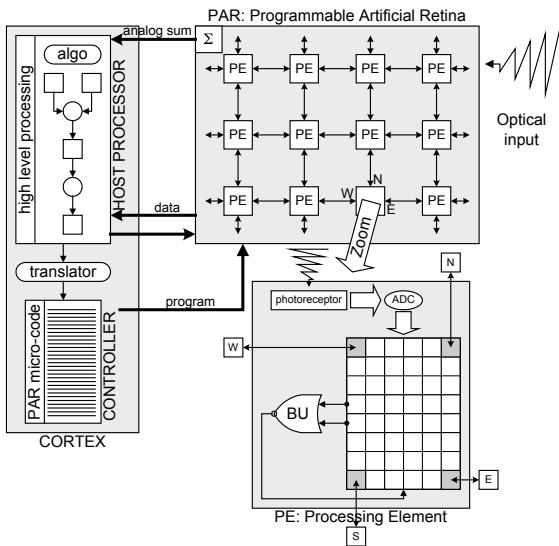 PAR: Programmable Artificial Retina
analog sum
Σ
algo
high level processing
HOST PROCESSOR
PE
PE
PE
PE
PE
PE
PE
PE
PE
PE
PE
N
W
E
Optical
input
data
Zoom
translator
program
PAR micro-code
CONTROLLER
CORTEX
photoreceptor
ADC
N
W
BU
E
S
PE: Processing Element